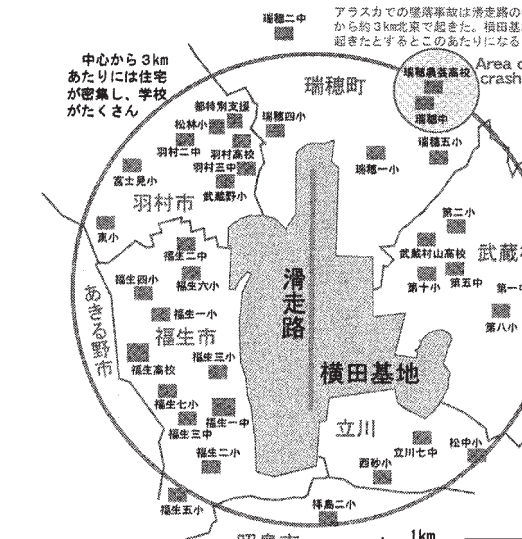 アラスカでの墜落事故は滑走路の
から約3km北東で起きた。横田基
起きたとするとこのあたりになる
瑞穂二中
中心から3km
あたりには住宅
が密集し、学校
がたくさん
Area o
crash
瑞穂農芸高校
瑞穂町
瑞穂中
都特別支援
松林小
瑞穂四小
羽村二中
羽村高校
瑞穂五小
羽村三中
瑞穂一小
富士見小
武蔵野小
羽村市
第二小
東小
福生二中
武蔵村山高校
武蔵村
福生四小
福生六小
第十小
第五中
第一中
滑走路
あきる野市
福生一小
第八小
福生市
福生三小
福生高校
横田基地
福生七小
福生一中
福生三中
立川
福生二小
立川七中
松中小
西砂小
福生五小
拝島二小
昭島市
1km